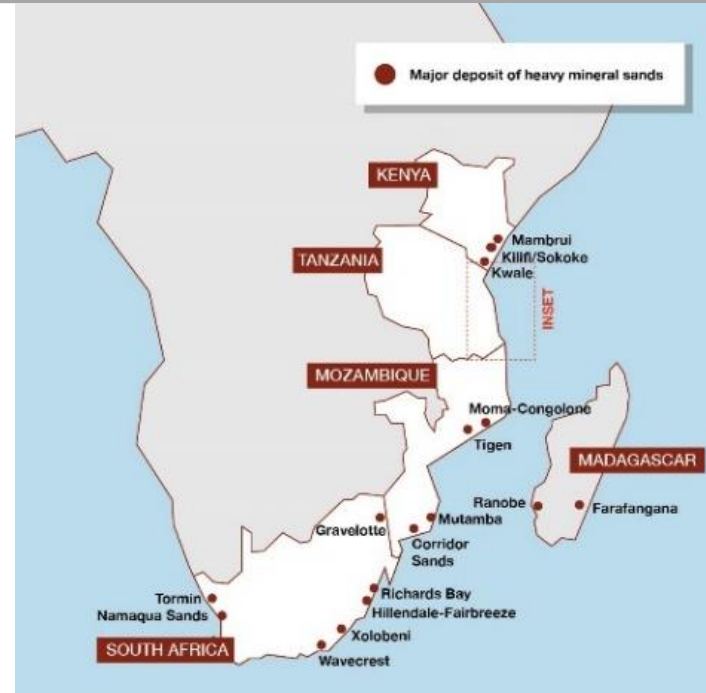 Major deposit of heavy mineral sands
KENYA
Mambrui
Kilifi/Sokoke
Kwale
TANZANIA
INSET
MOZAMBIQUE
Moma-Congolone
Tigen
MADAGASCAR
Ranobe
Farafangana
Gravelotte
Mutamba
Corridor
Sands
Tormin
Namaqua Sands
Richards Bay
Hillendale-Fairbreeze
Xolobeni
SOUTH AFRICA
Wavecrest